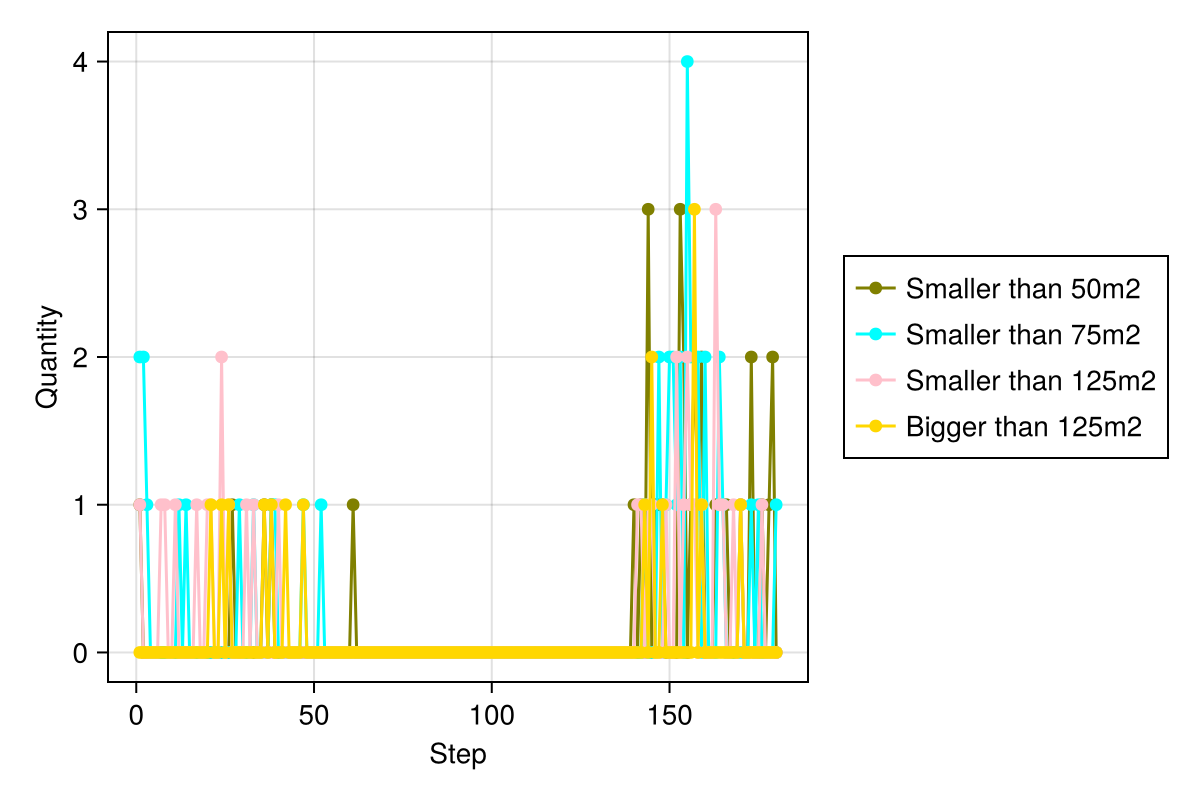 4
3
2
1
0
Quantity
0 50 100 150
Step
Smaller than 50m2
Smaller than 75m2
Smaller than 125m2
Bigger than 125m2